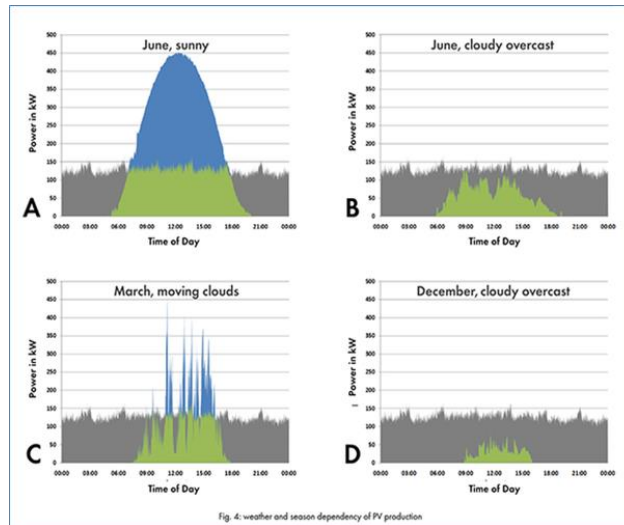 June, sunny
Power in kW
500
450
400
350
300
250
200
150
100
50
0
A
00:00 03:00 06:00 09:00 12:00 15:00 18:00 21:00 00:00
Time of Day
June, cloudy overcast
Power in kW
500
450
400
350
300
250
200
150
100
50
0
B
00:00 03:00 06:00 09:00 12:00 15:00 18:00 21:00 00:00
Time of Day
March, moving clouds
Power in kW
500
450
400
350
300
250
200
150
100
50
0
C
00:00 03:00 06:00 09:00 12:00 15:00 18:00 21:00 00:00
Time of Day
December, cloudy overcast
Power in kW
500
450
400
350
300
250
200
150
100
50
0
D
00:00 03:00 06:00 09:00 12:00 15:00 18:00 21:00 00:00
Time of Day
Fig. 4: weather and season dependency of PV production